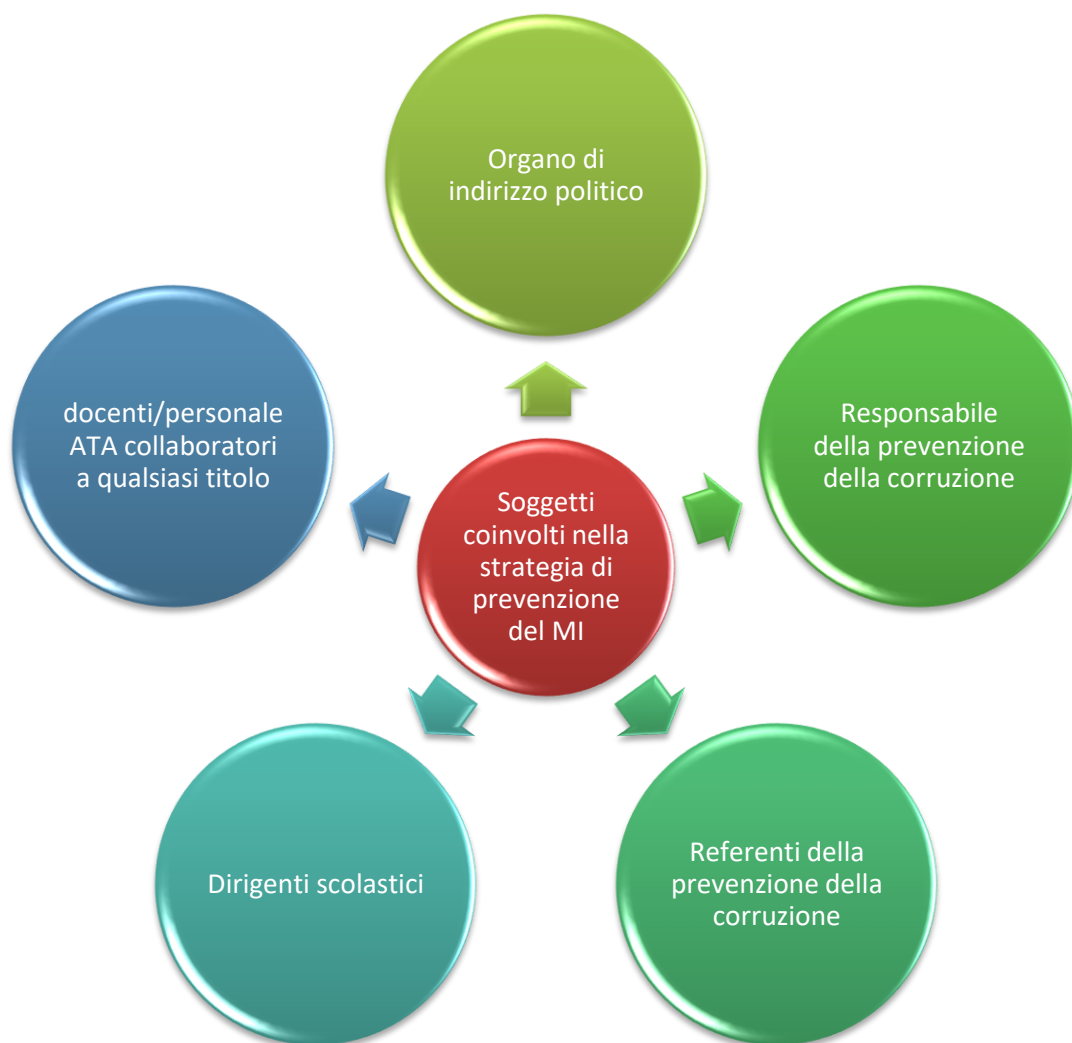 Organo di
indirizzo politico
docenti/personale
ATA collaboratori
a qualsiasi titolo
Responsabile
della prevenzione
della corruzione
Soggetti
coinvolti nella
strategia di
prevenzione
del MI
Dirigenti scolastici
Referenti della
prevenzione della
corruzione